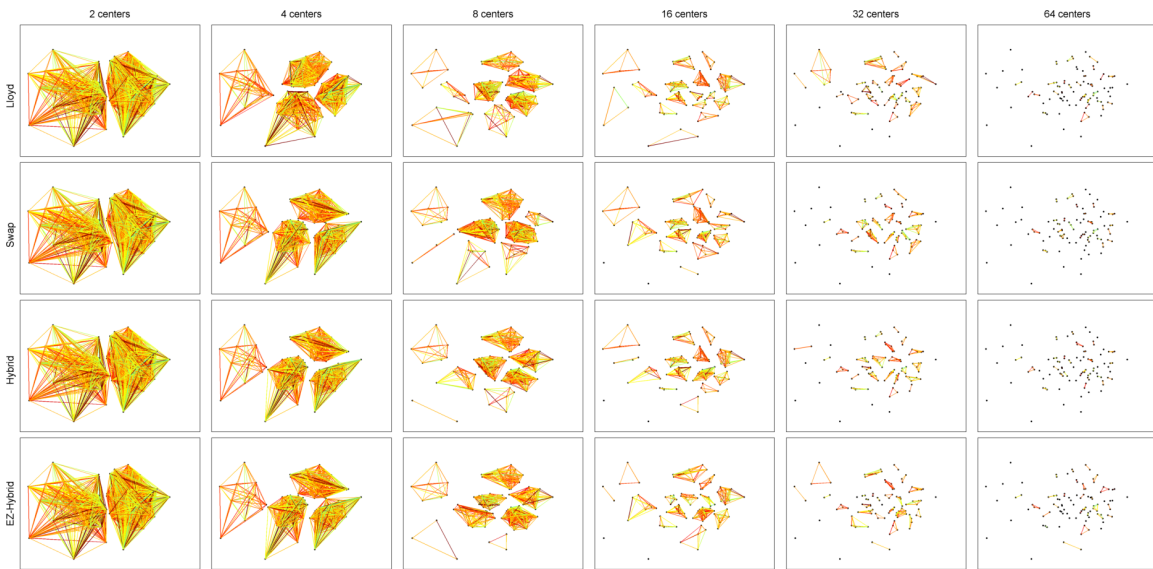 2 centers
4 centers
8 centers
16 centers
32 centers
64 centers
Lloyd
Swap
Hybrid
EZ-Hybrid